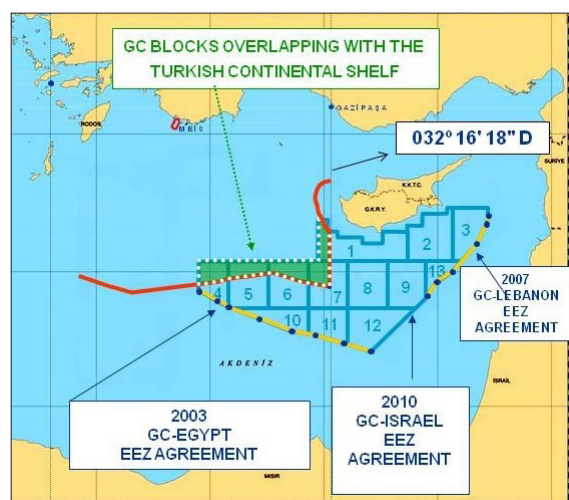 GC BLOCKS OVERLAPPING WITH THE
TURKISH CONTINENTAL SHELF
GAZİPAŞA
RODOS
MEİS
032º 16' 18" D
SURİYE
K.K.T.C.
G.K.R.Y.
1
2
3
4
5
6
7
8
9
13
10
11
12
2007
GC-LEBANON
EEZ
AGREEMENT
AKDENİZ
İSRAİL
2003
GC-EGYPT
EEZ AGREEMENT
2010
GC-ISRAEL
EEZ
AGREEMENT
MISIR